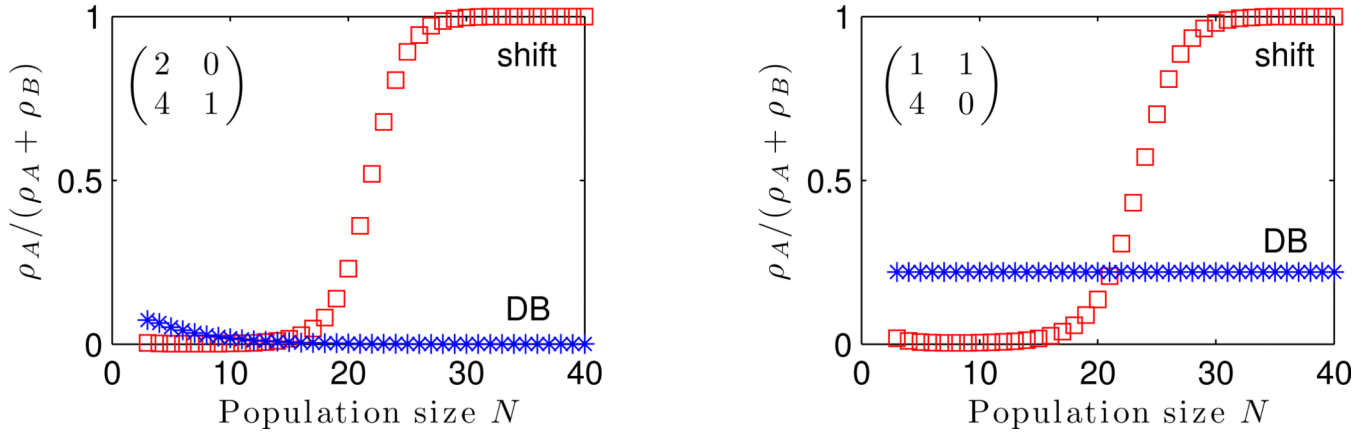 ρA/(ρA + ρB)
1
0.5
0
(2 0
4 1)
shift
DB
0 10 20 30 40
Population size N
ρA/(ρA + ρB)
1
0.5
0
(1 1
4 0)
shift
DB
0 10 20 30 40
Population size N